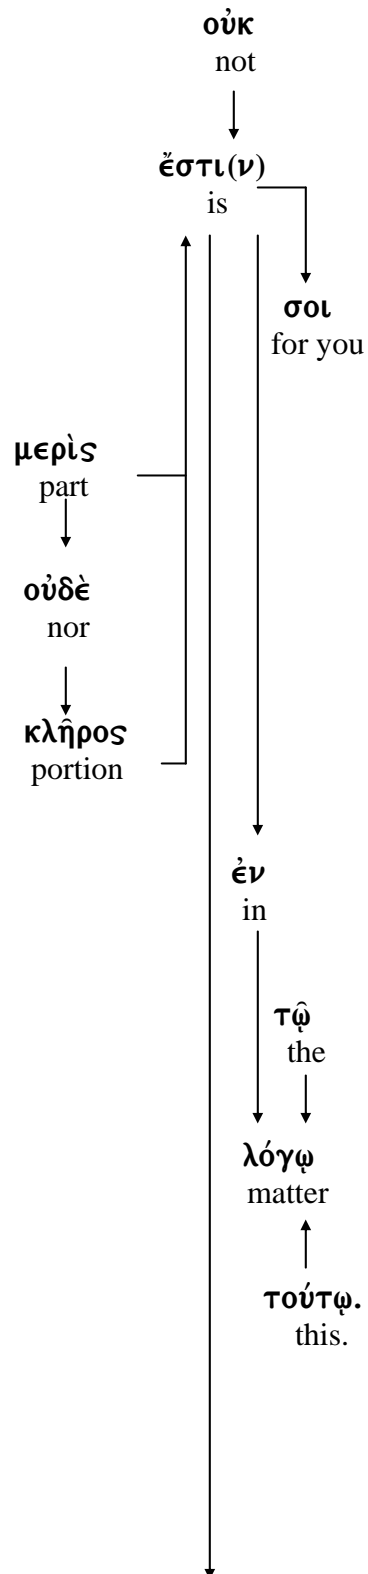 οὐκ
not
ἔστι(ν)
is
σοι
for you
μερὶς
part
οὐδὲ
nor
κλῆρος
portion
ἐν
in
τῷ
the
λόγῳ
matter
τούτῳ.
this.